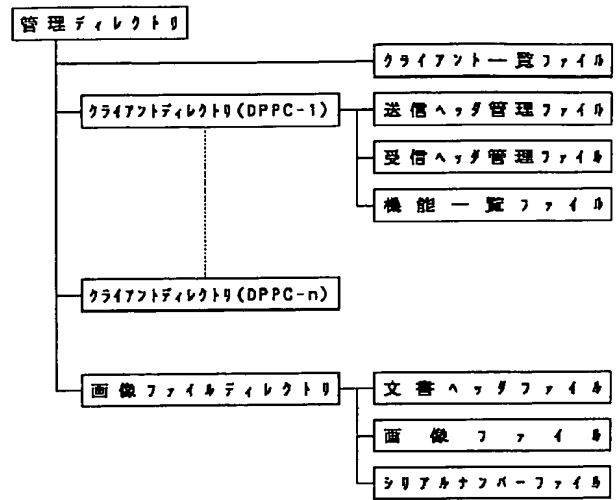 管理ディレクトリ
クライアント一覧ファイル
クライアントディレクトリ(DPPC-1)
送信ヘッダ管理ファイル
受信ヘッダ管理ファイル
機能一覧ファイル
クライアントディレクトリ(DPPC-n)
画像ファイルディレクトリ
文書ヘッダファイル
画像ファイル
シリアルナンバーファイル